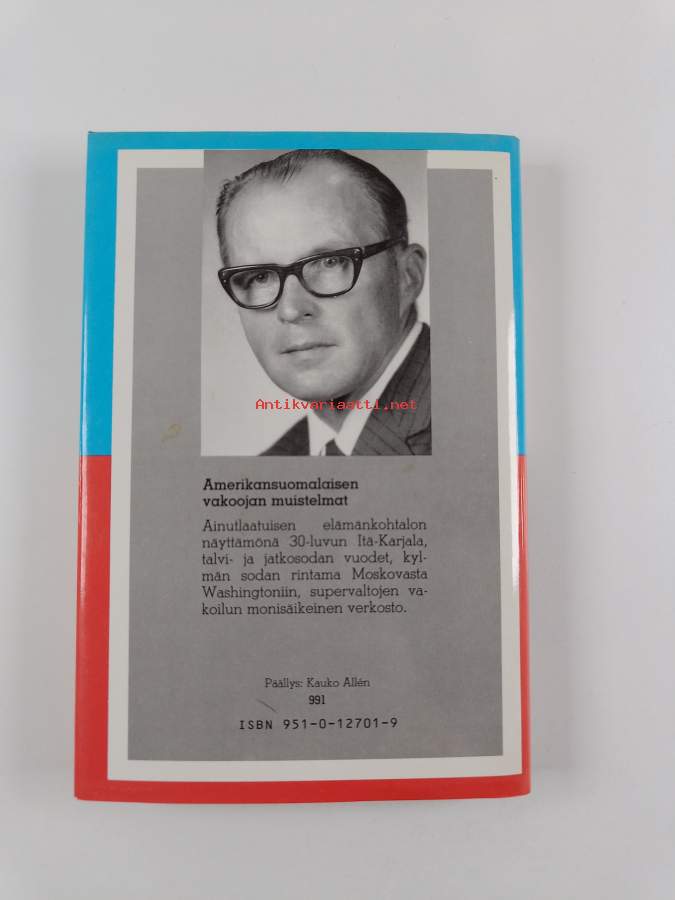 Antikvariaatti.net
Amerikansuomalaisen
vakoojan muistelmat
Ainutlaatuisen elämänkohtalon
näyttämönä 30-luvun Itä-Karjala,
talvi- ja jatkosodan vuodet, kyl-
män sodan rintama Moskovasta
Washingtoniin, supervaltojen va-
koilun monisäikeinen verkosto.
Päällys: Kauko Allén
991
ISBN 951-0-12701-9